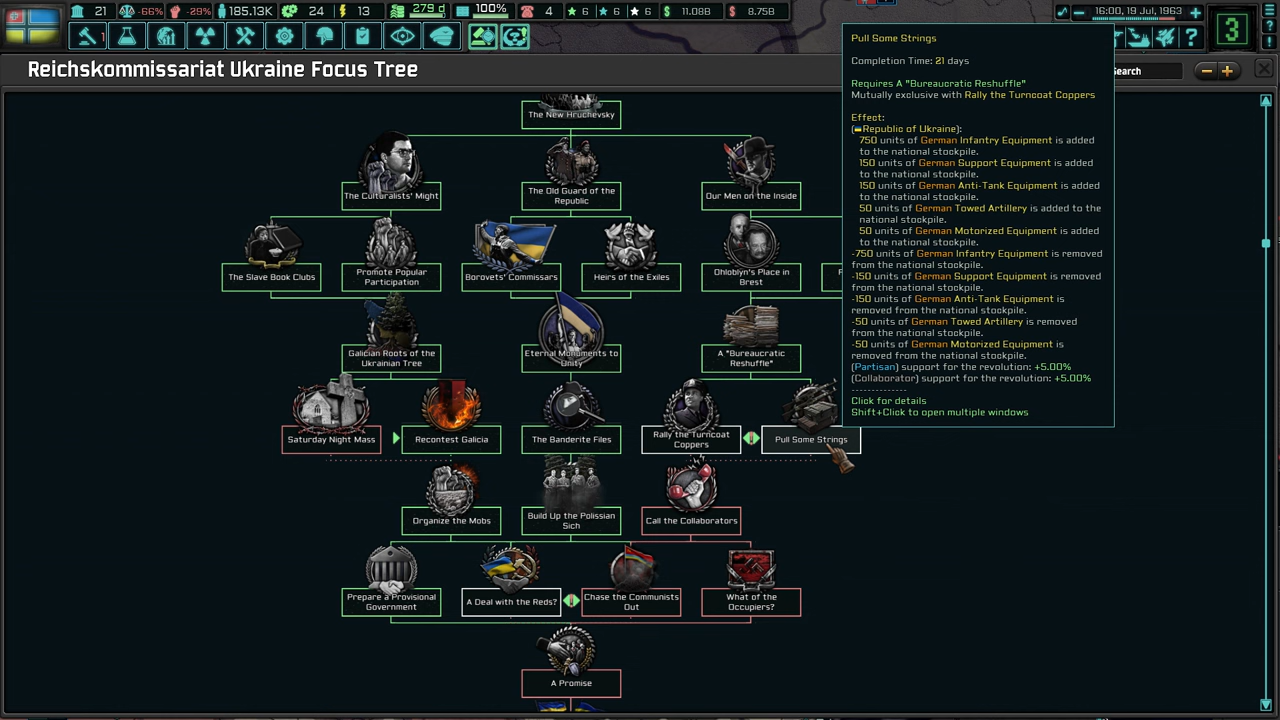 21 -66% -29% 185.13K 24 13 279 d 100% 4 6 6 6 $ 11.08B $ 8.75B
16:00, 19 Jul, 1963
1
3
Reichskommissariat Ukraine Focus Tree
Search
The New Hruchevsky
The Culturalists' Might
The Old Guard of the
Republic
Our Men on the Inside
The Slave Book Clubs
Promote Popular
Participation
Borovets' Commissars
Heirs of the Exiles
Ohloblyn's Place in
Brest
Galician Roots of the
Ukrainian Tree
Eternal Monuments to
Unity
A "Bureaucratic
Reshuffle"
Saturday Night Mass
Recontest Galicia
The Banderite Files
Rally the Turncoat
Coppers
Pull Some Strings
Organize the Mobs
Build Up the Polissian
Sich
Call the Collaborators
Prepare a Provisional
Government
A Deal with the Reds?
Chase the Communists
Out
What of the
Occupiers?
A Promise
Pull Some Strings
Completion Time: 21 days
Requires A "Bureaucratic Reshuffle"
Mutually exclusive with Rally the Turncoat Coppers
Effect:
(Republic of Ukraine):
750 units of German Infantry Equipment is added
to the national stockpile.
150 units of German Support Equipment is added
to the national stockpile.
150 units of German Anti-Tank Equipment is added
to the national stockpile.
50 units of German Towed Artillery is added to the
national stockpile.
50 units of German Motorized Equipment is added
to the national stockpile.
-750 units of German Infantry Equipment is removed
from the national stockpile.
-150 units of German Support Equipment is removed
from the national stockpile.
-150 units of German Anti-Tank Equipment is
removed from the national stockpile.
-50 units of German Towed Artillery is removed
from the national stockpile.
-50 units of German Motorized Equipment is
removed from the national stockpile.
(Partisan) support for the revolution: +5.00%
(Collaborator) support for the revolution: +5.00%
--------------
Click for details
Shift+Click to open multiple windows